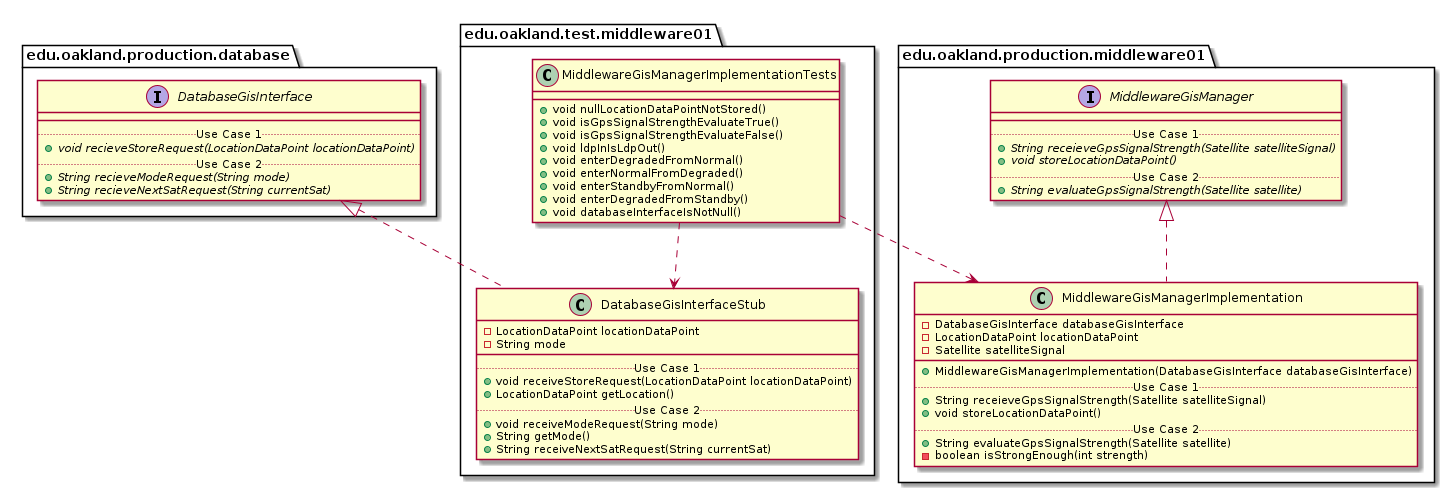 edu.oakland.production.database
I DatabaseGisInterface
Use Case 1
void recieveStoreRequest(LocationDataPoint locationDataPoint)
Use Case 2
String recieveModeRequest(String mode)
String recieveNextSatRequest(String currentSat)
edu.oakland.test.middleware01
C MiddlewareGisManagerImplementationTests
void nullLocationDataPointNotStored()
void isGpsSignalStrengthEvaluateTrue()
void isGpsSignalStrengthEvaluateFalse()
void ldpInIsLdpOut()
void enterDegradedFromNormal()
void enterNormalFromDegraded()
void enterStandbyFromNormal()
void enterDegradedFromStandby()
void databaseInterfaceIsNotNull()
C DatabaseGisInterfaceStub
LocationDataPoint locationDataPoint
String mode
Use Case 1
void receiveStoreRequest(LocationDataPoint locationDataPoint)
LocationDataPoint getLocation()
Use Case 2
void receiveModeRequest(String mode)
String getMode()
String receiveNextSatRequest(String currentSat)
edu.oakland.production.middleware01
I MiddlewareGisManager
Use Case 1
String receieveGpsSignalStrength(Satellite satelliteSignal)
void storeLocationDataPoint()
Use Case 2
String evaluateGpsSignalStrength(Satellite satellite)
C MiddlewareGisManagerImplementation
DatabaseGisInterface databaseGisInterface
LocationDataPoint locationDataPoint
Satellite satelliteSignal
MiddlewareGisManagerImplementation(DatabaseGisInterface databaseGisInterface)
Use Case 1
String receieveGpsSignalStrength(Satellite satelliteSignal)
void storeLocationDataPoint()
Use Case 2
String evaluateGpsSignalStrength(Satellite satellite)
boolean isStrongEnough(int strength)